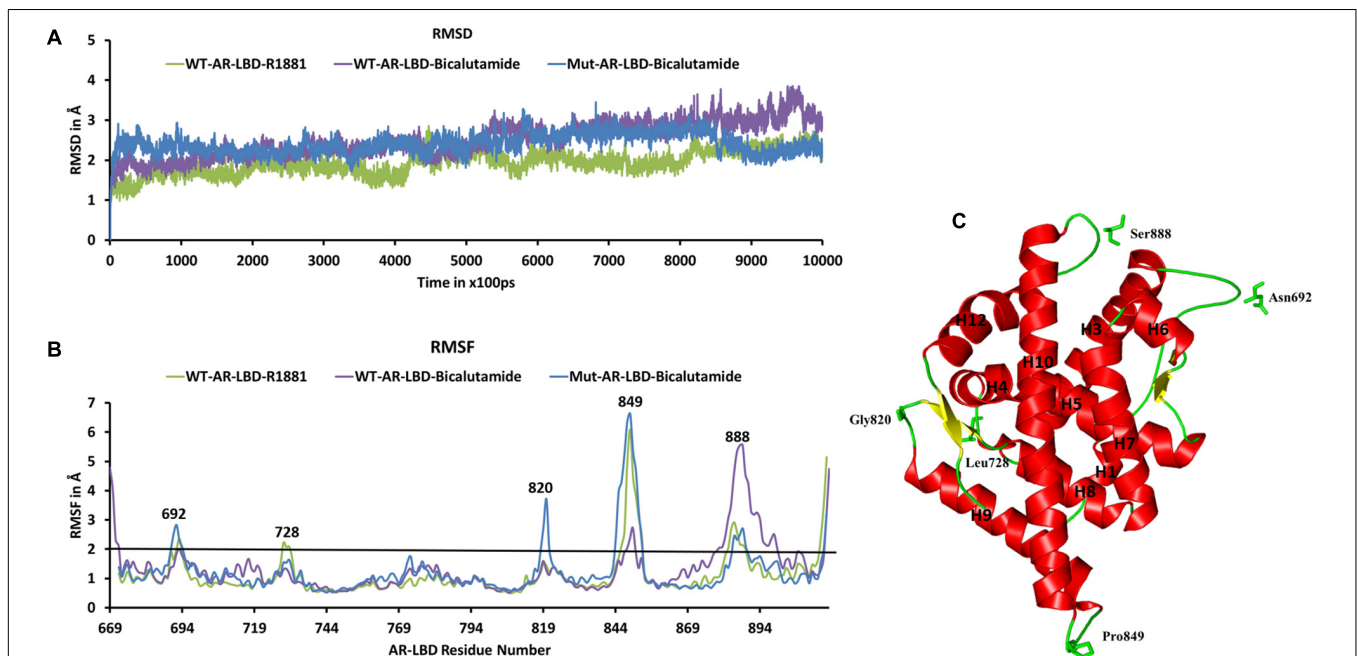 A
RMSD
WT-AR-LBD-R1881 WT-AR-LBD-Bicalutamide Mut-AR-LBD-Bicalutamide
RMSD in Å
5
4
3
2
1
0
0 1000 2000 3000 4000 5000 6000 7000 8000 9000 10000
Time in x100ps
B
RMSF
WT-AR-LBD-R1881 WT-AR-LBD-Bicalutamide Mut-AR-LBD-Bicalutamide
RMSF in Å
7
6
5
4
3
2
1
0
692
728
820
849
888
669 694 719 744 769 794 819 844 869 894
AR-LBD Residue Number
C
Ser888
Asn692
H12
H3
H6
H10
H4
H5
Gly820
H7
Leu728
H1
H8
H9
Pro849